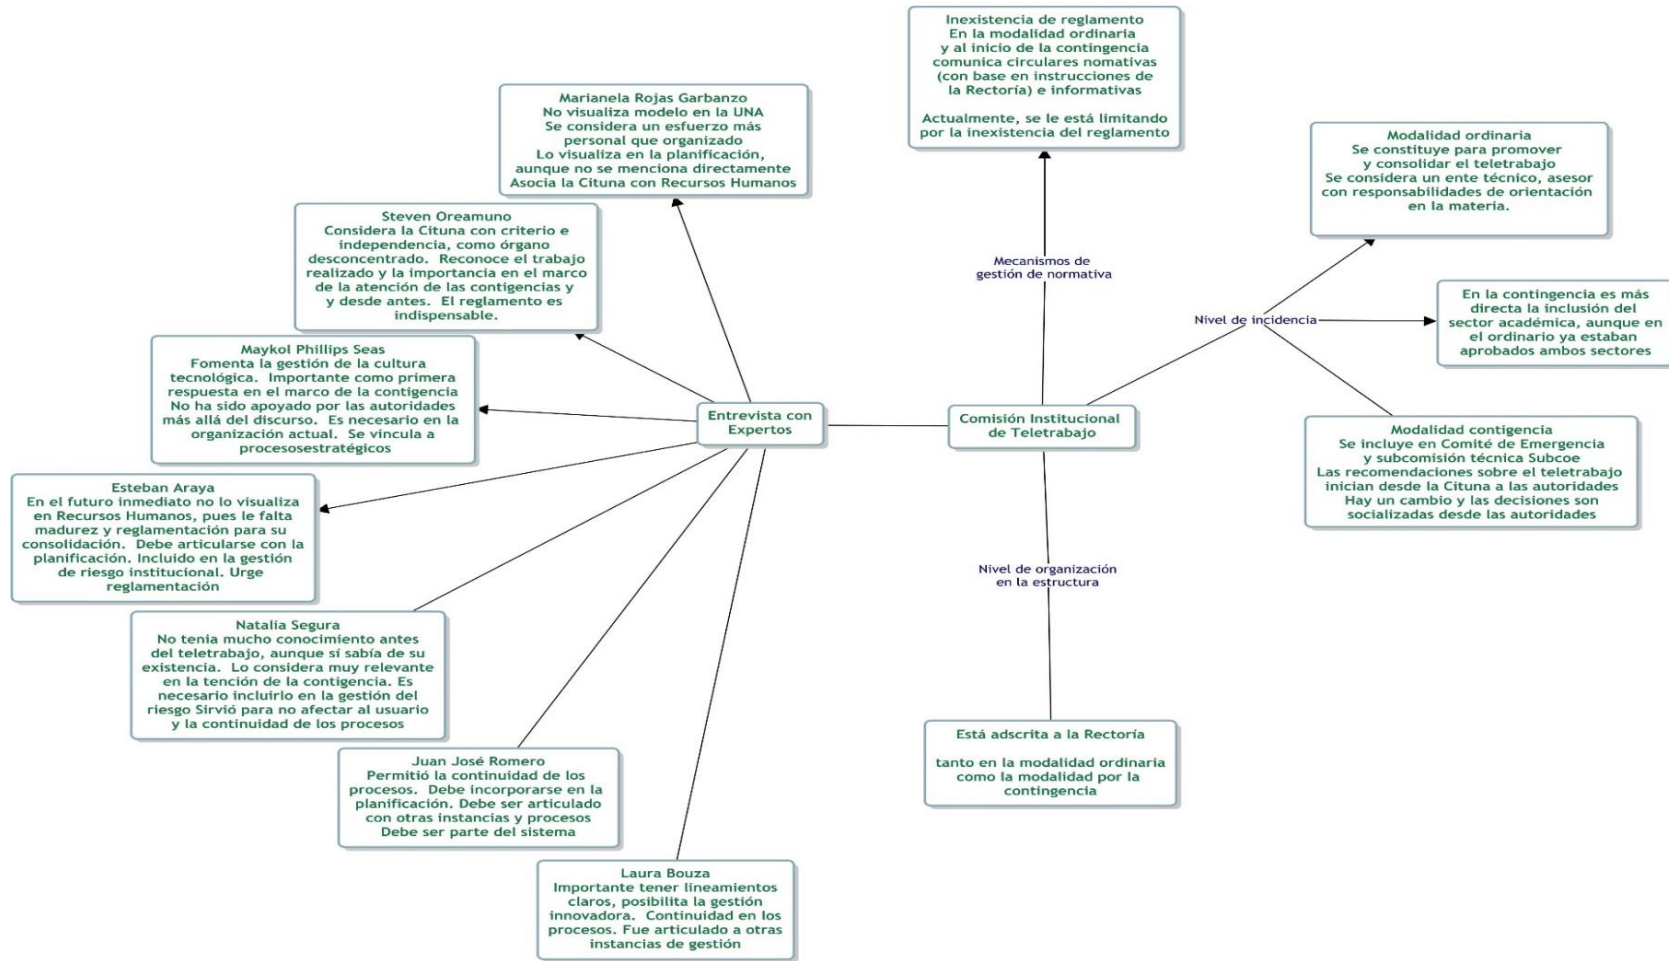 Inexistencia de reglamento
En la modalidad ordinaria
y al inicio de la contingencia
comunica circulares nomativas
(con base en instrucciones de
la Rectoría) e informativas
Actualmente, se le está limitando
por la inexistencia del reglamento
Marianela Rojas Garbanzo
No visualiza modelo en la UNA
Se considera un esfuerzo más
personal que organizado
Lo visualiza en la planificación,
aunque no se menciona directamente
Asocia la Cituna con Recursos Humanos
Modalidad ordinaria
Se constituye para promover
y consolidar el teletrabajo
Se considera un ente técnico, asesor
con responsabilidades de orientación
en la materia.
Steven Oreamuno
Considera la Cituna con criterio e
independencia, como órgano
desconcentrado. Reconoce el trabajo
realizado y la importancia en el marco
de la atención de las contigencias y
y desde antes. El reglamento es
indispensable.
Mecanismos de
gestión de normativa
Nivel de incidencia
En la contingencia es más
directa la inclusión del
sector académica, aunque en
el ordinario ya estaban
aprobados ambos sectores
Maykol Phillips Seas
Fomenta la gestión de la cultura
tecnológica. Importante como primera
respuesta en el marco de la contigencia
No ha sido apoyado por las autoridades
más allá del discurso. Es necesario en la
organización actual. Se vincula a
procesosestratégicos
Entrevista con
Expertos
Comisión Institucional
de Teletrabajo
Modalidad contigencia
Se incluye en Comité de Emergencia
y subcomisión técnica Subcoe
Las recomendaciones sobre el teletrabajo
inician desde la Cituna a las autoridades
Hay un cambio y las decisiones son
socializadas desde las autoridades
Esteban Araya
En el futuro inmediato no lo visualiza
en Recursos Humanos, pues le falta
madurez y reglamentación para su
consolidación. Debe articularse con la
planificación. Incluido en la gestión
de riesgo institucional. Urge
reglamentación
Nivel de organización
en la estructura
Natalia Segura
No tenia mucho conocimiento antes
del teletrabajo, aunque sí sabía de su
existencia. Lo considera muy relevante
en la tención de la contigencia. Es
necesario incluirlo en la gestión del
riesgo Sirvió para no afectar al usuario
y la continuidad de los procesos
Está adscrita a la Rectoría
tanto en la modalidad ordinaria
como la modalidad por la
contingencia
Juan José Romero
Permitió la continuidad de los
procesos. Debe incorporarse en la
planificación. Debe ser articulado
con otras instancias y procesos
Debe ser parte del sistema
Laura Bouza
Importante tener lineamientos
claros, posibilita la gestión
innovadora. Continuidad en los
procesos. Fue articulado a otras
instancias de gestión